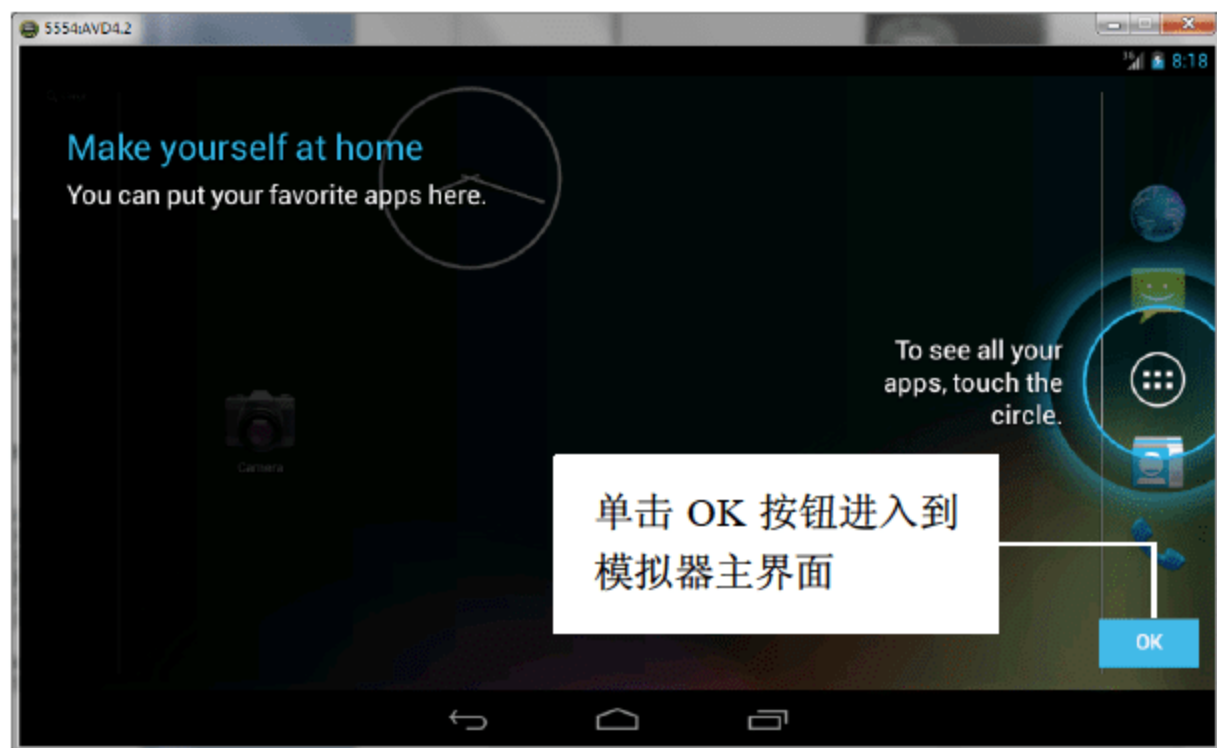 5554:AVD4.2
3G 8:18
Make yourself at home
You can put your favorite apps here.
To see all your
apps, touch the
circle.
Camera
单击 OK 按钮进入到
模拟器主界面
OK